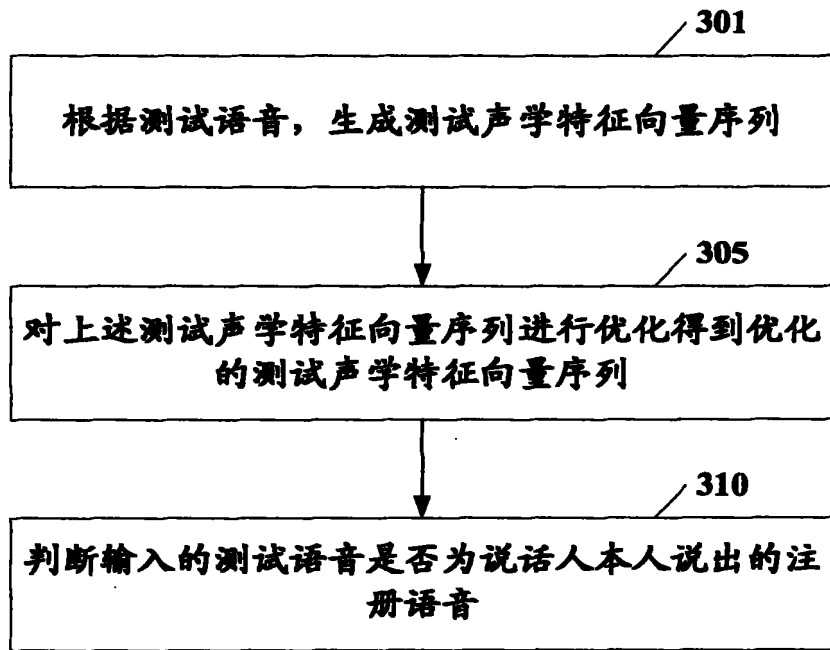 301
根据测试语音，生成测试声学特征向量序列
305
对上述测试声学特征向量序列进行优化得到优化
的测试声学特征向量序列
310
判断输入的测试语音是否为说话人本人说出的注
册语音